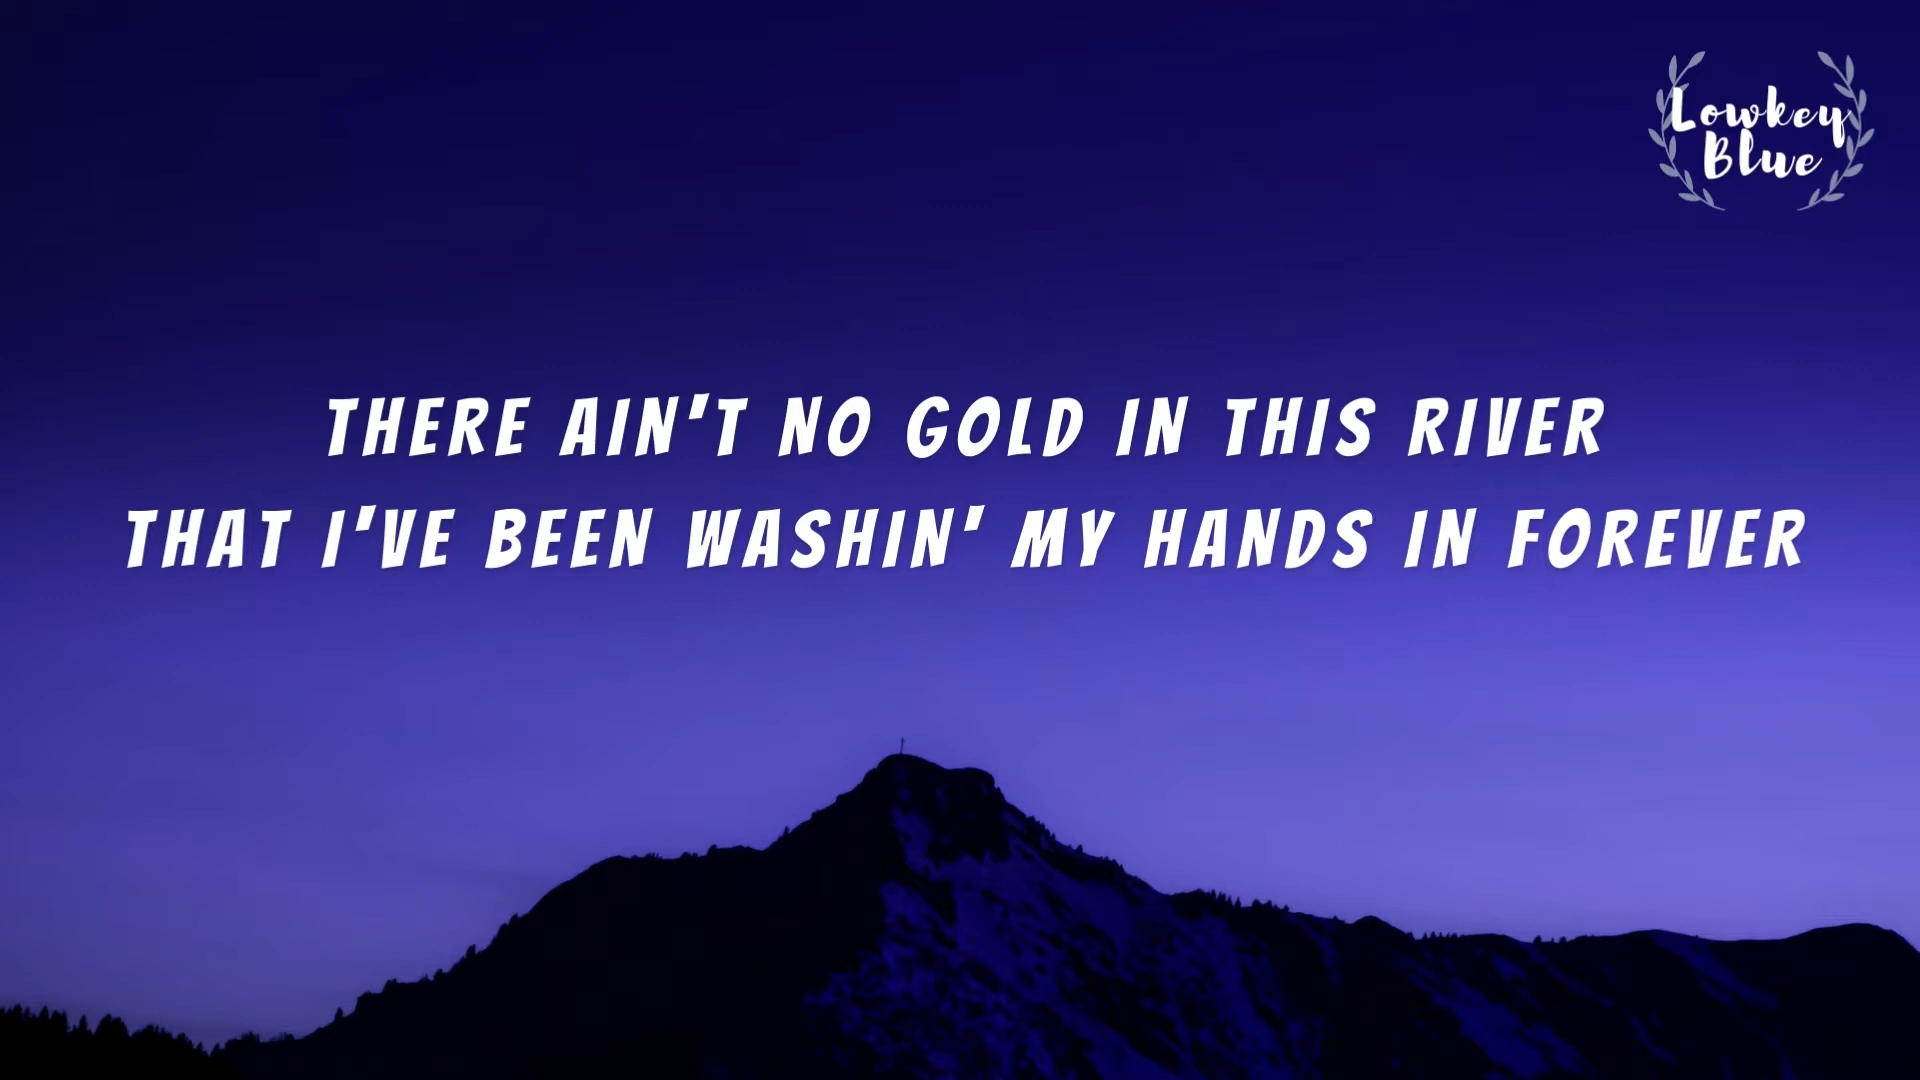 Lowkey
Blue
THERE AIN'T NO GOLD IN THIS RIVER
THAT I'VE BEEN WASHIN' MY HANDS IN FOREVER